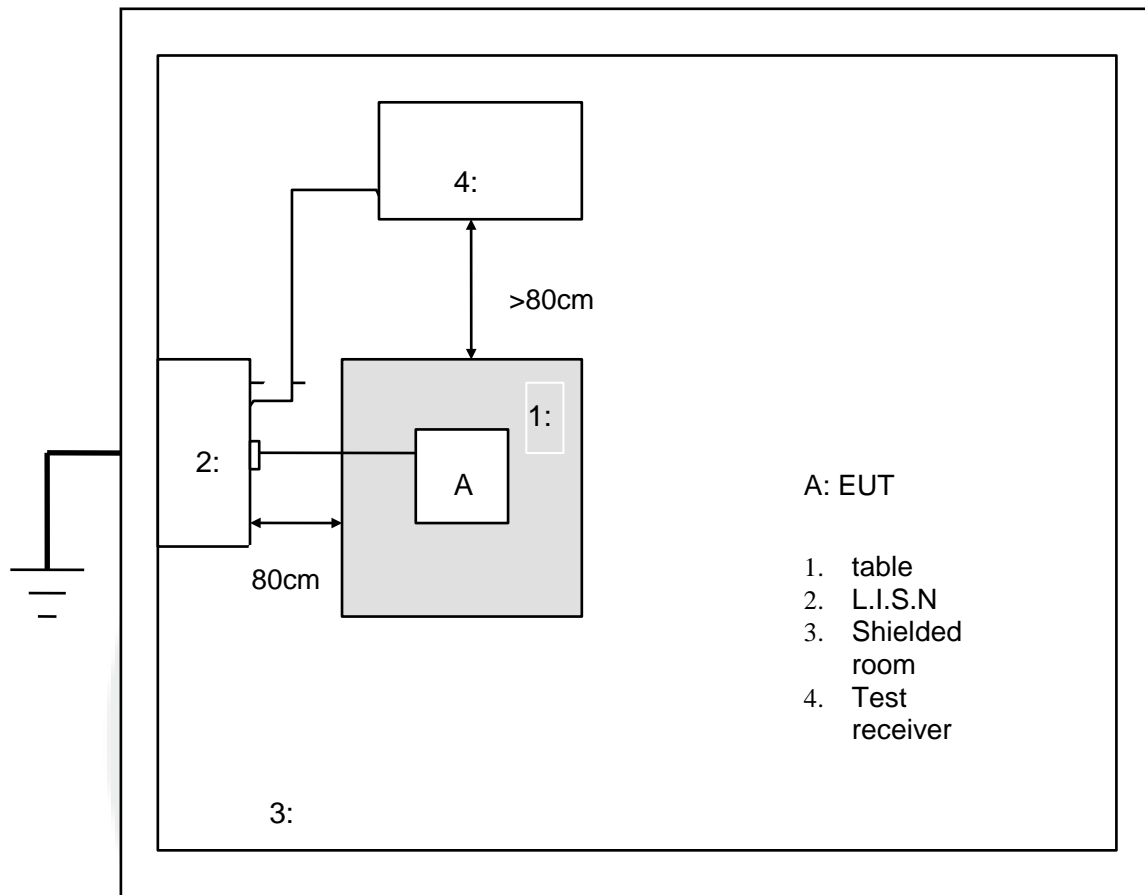 4:
>80cm
1:
2:
A
80cm
3:
A: EUT
1. table
2. L.I.S.N
3. Shielded
room
4. Test
receiver